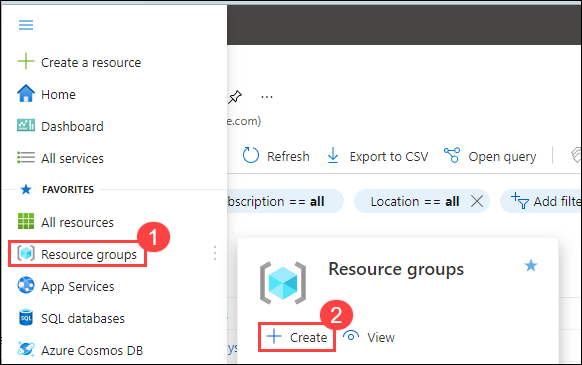 Create a resource
Home
Dashboard
All services
FAVORITES
All resources
Resource groups
1
App Services
SQL
SQL databases
Azure Cosmos DB
...
e.com)
Refresh
Export to CSV
Open query
bscription == all
Location == all
Add filte
Resource groups
2
Create
View
ys